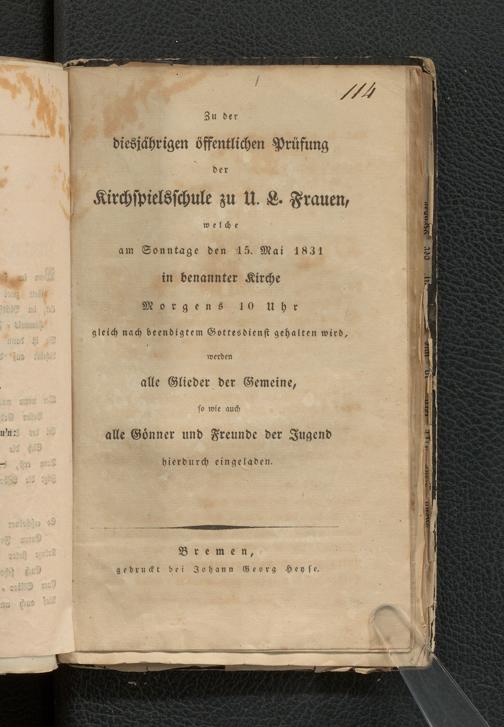 114
Zu der
diesjährigen öffentlichen Prüfung
der
Kirchspielsschule zu U. L. Frauen,
welche
am Sonntage den 15. Mai 1831
in benannter Kirche
Morgens 10 Uhr
gleich nach beendigtem Gottesdienst gehalten wird,
werden
alle Glieder der Gemeine,
so wie auch
alle Gönner und Freunde der Jugend
hierdurch eingeladen.
Bremen,
gedruckt bei Johann Georg Heyse.